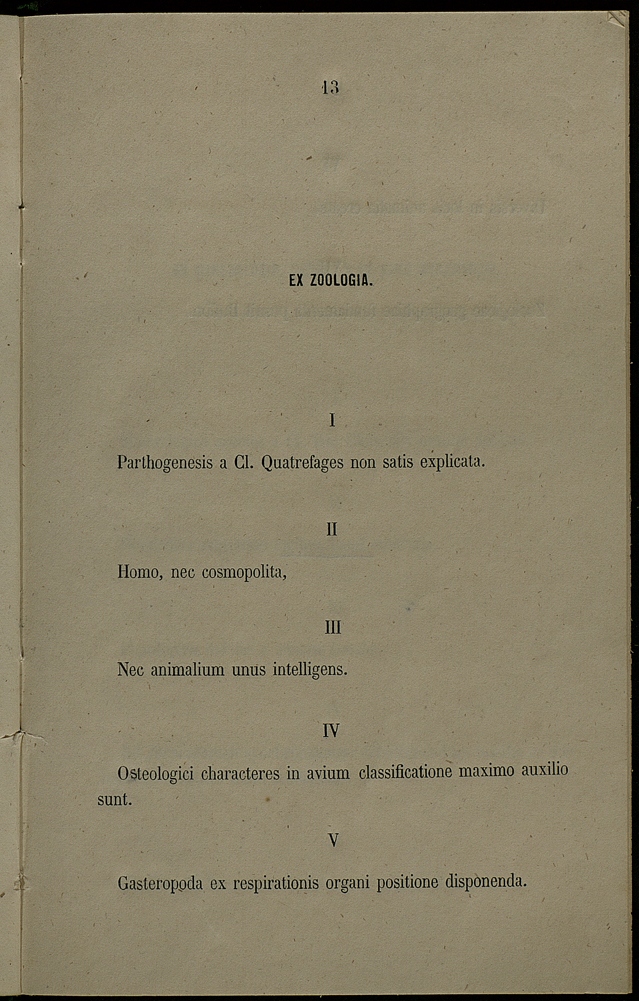 13
EX ZOOLOGIA.
I
Parthogenesis a Cl. Quatrefages non satis explicata.
II
Homo, nec cosmopolita,
III
Nec animalium unus intelligens.
IV
Osteologici characteres in avium classificatione maximo auxilio
sunt.
V
Gasteropoda ex respirationis organi positione disponenda.